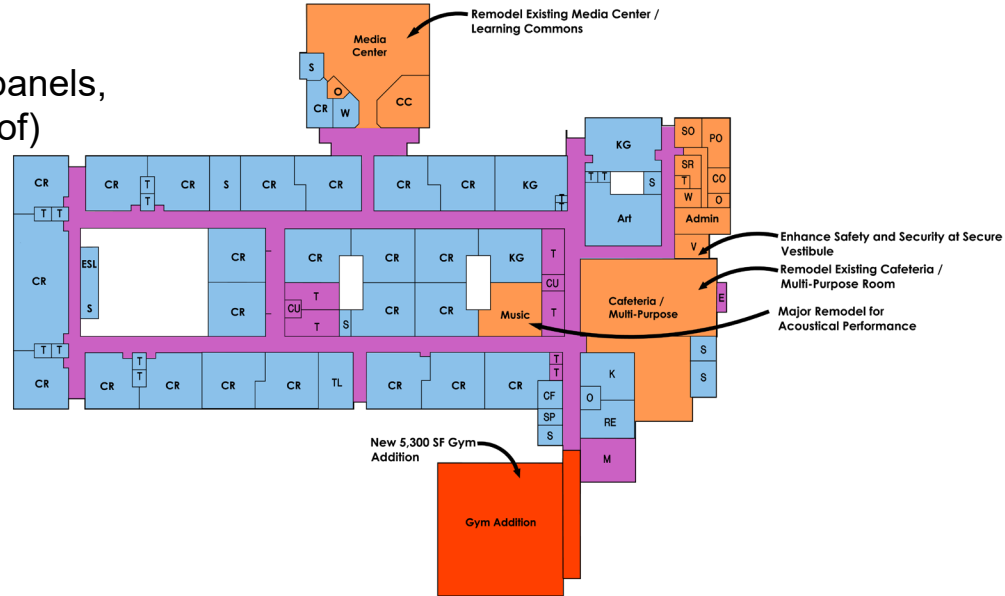 panels,
of)
Remodel Existing Media Center /
Learning Commons
Media
Center
S
O
CR
W
CC
KG
SO
PO
SR
T
CO
W
O
T T
S
Art
Admin
V
CR
CR
T
T
CR
S
CR
CR
CR
CR
KG
T
T T
Enhance Safety and Security at Secure
Vestibule
Remodel Existing Cafeteria /
Multi-Purpose Room
ESL
S
CR
CR
CR
CR
CR
KG
T
CU
T
CR
T
CU
T
S
CR
CR
Music
Cafeteria /
Multi-Purpose
E
Major Remodel for
Acoustical Performance
T T
CR
CR
T
T
CR
CR
CR
TL
CR
CR
CR
T
T
CF
SP
S
K
O
RE
M
S
S
New 5,300 SF Gym
Addition
Gym Addition